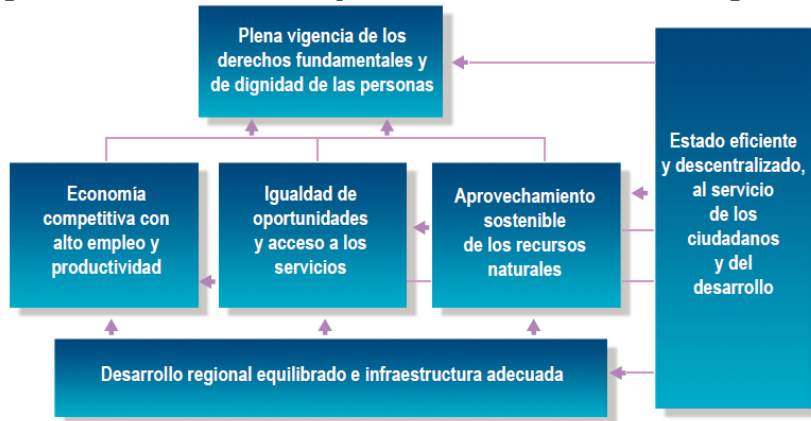 Plena vigencia de los
derechos fundamentales y
de dignidad de las personas
Estado eficiente
y descentralizado,
al servicio
de los
ciudadanos
y del
desarrollo
Economía
competitiva con
alto empleo y
productividad
Igualdad de
oportunidades
y acceso a los
servicios
Aprovechamiento
sostenible
de los recursos
naturales
Desarrollo regional equilibrado e infraestructura adecuada